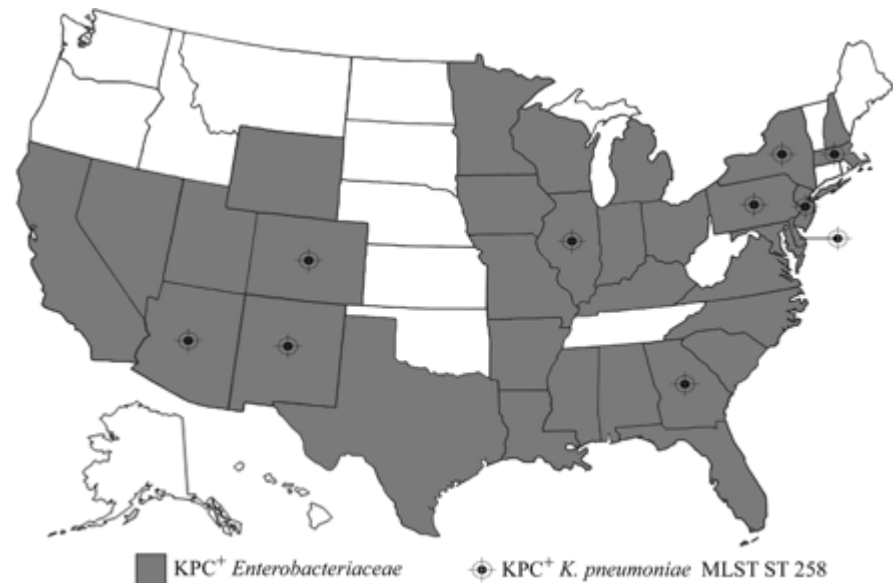 KPC⁺ Enterobacteriaceae
KPC⁺ K. pneumoniae MLST ST 258